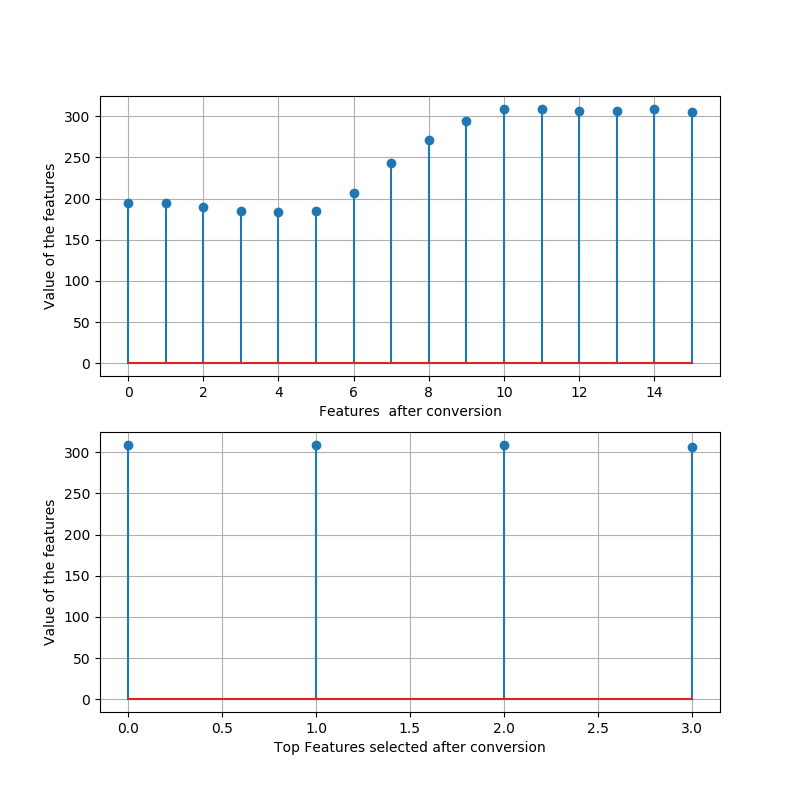 300
250
200
150
100
50
0
Value of the features
0 2 4 6 8 10 12 14
Features  after conversion
300
250
200
150
100
50
0
Value of the features
0.0 0.5 1.0 1.5 2.0 2.5 3.0
Top Features selected after conversion